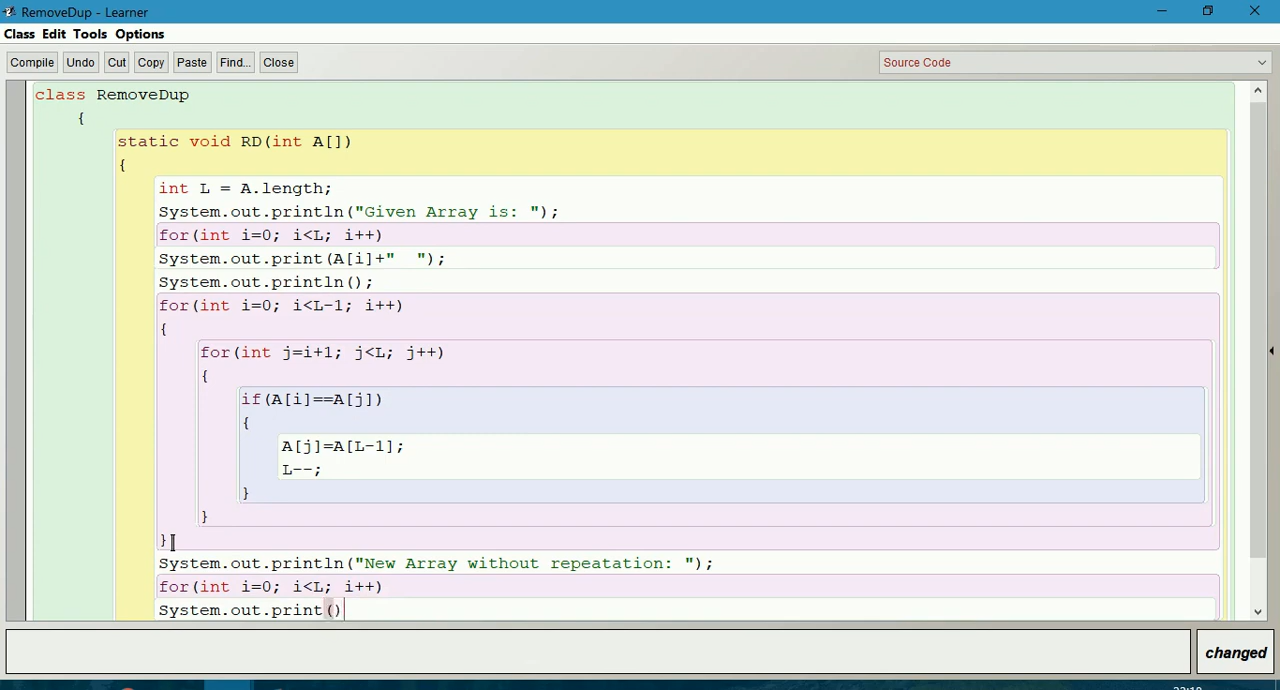 RemoveDup - Learner
Class Edit Tools Options
Compile Undo Cut Copy Paste Find... Close Source Code
class RemoveDup
{
static void RD(int A[])
{
int L = A.length;
System.out.println("Given Array is: ");
for(int i=0; i<L; i++)
System.out.print(A[i]+"  ");
System.out.println();
for(int i=0; i<L-1; i++)
{
for(int j=i+1; j<L; j++)
{
if(A[i]==A[j])
{
A[j]=A[L-1];
L--;
}
}
}
System.out.println("New Array without repeatation: ");
for(int i=0; i<L; i++)
System.out.print()
changed